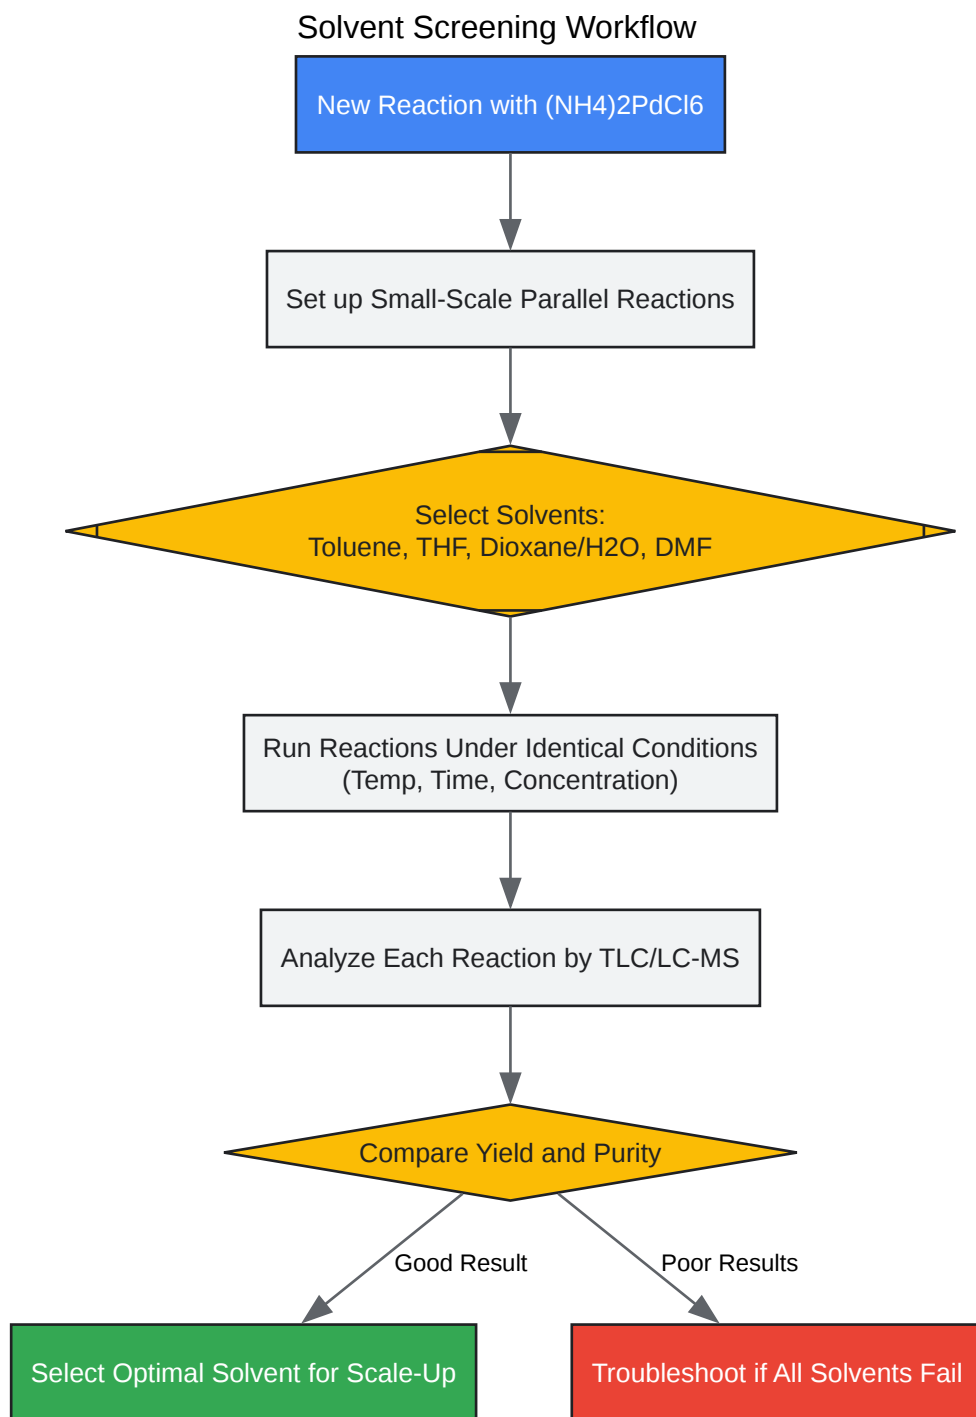 Solvent Screening Workflow
New Reaction with (NH4)2PdCl6
Set up Small-Scale Parallel Reactions
Select Solvents:
Toluene, THF, Dioxane/H2O, DMF
Run Reactions Under Identical Conditions
(Temp, Time, Concentration)
Analyze Each Reaction by TLC/LC-MS
Compare Yield and Purity
Good Result
Poor Results
Select Optimal Solvent for Scale-Up
Troubleshoot if All Solvents Fail